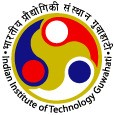 भारतीय प्रौद्योगिकी संस्थान गुवाहाटी
Indian Institute of Technology Guwahati